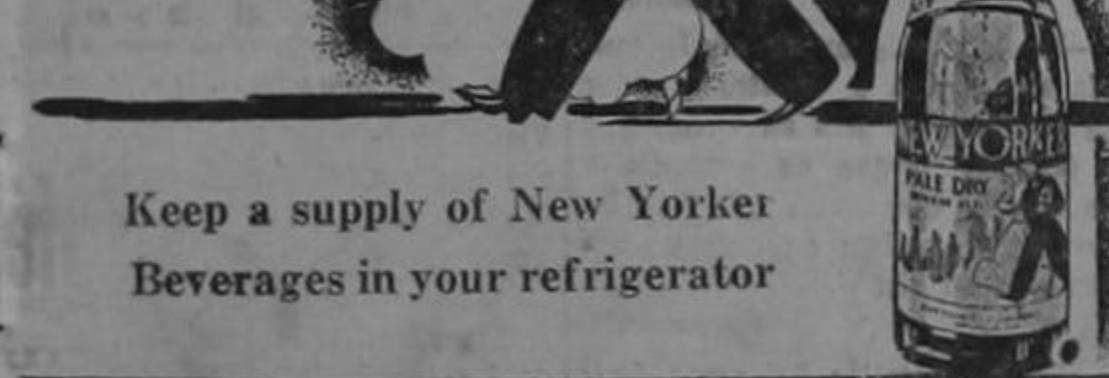 Keep a supply of New Yorker
Beverages in your refrigerator
NEW YORKER
PALE DRY